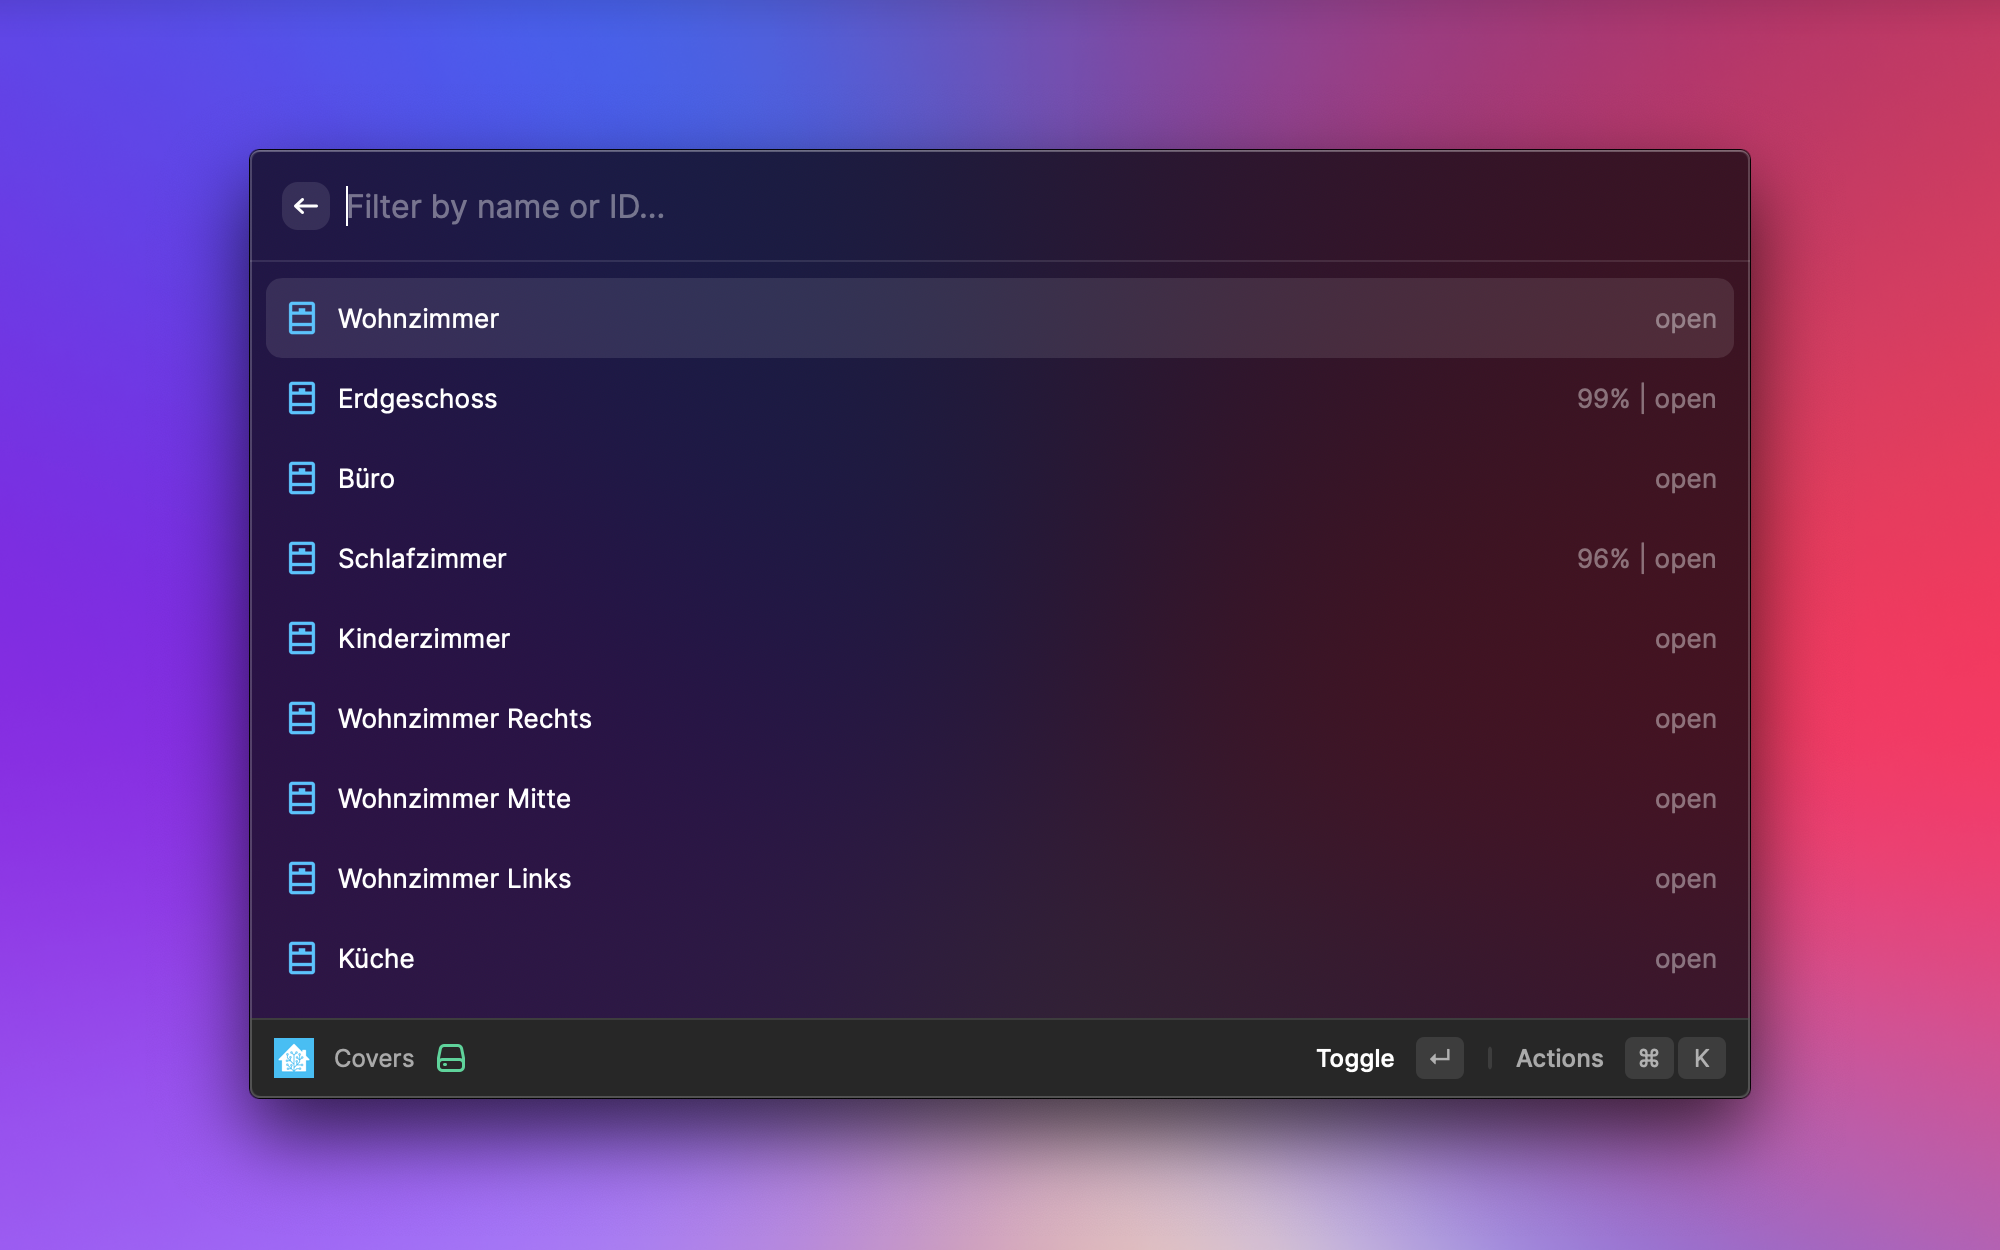 Filter by name or ID...
Wohnzimmer open
Erdgeschoss 99% | open
Büro open
Schlafzimmer 96% | open
Kinderzimmer open
Wohnzimmer Rechts open
Wohnzimmer Mitte open
Wohnzimmer Links open
Küche open
Covers Toggle ↵ | Actions ⌘ K